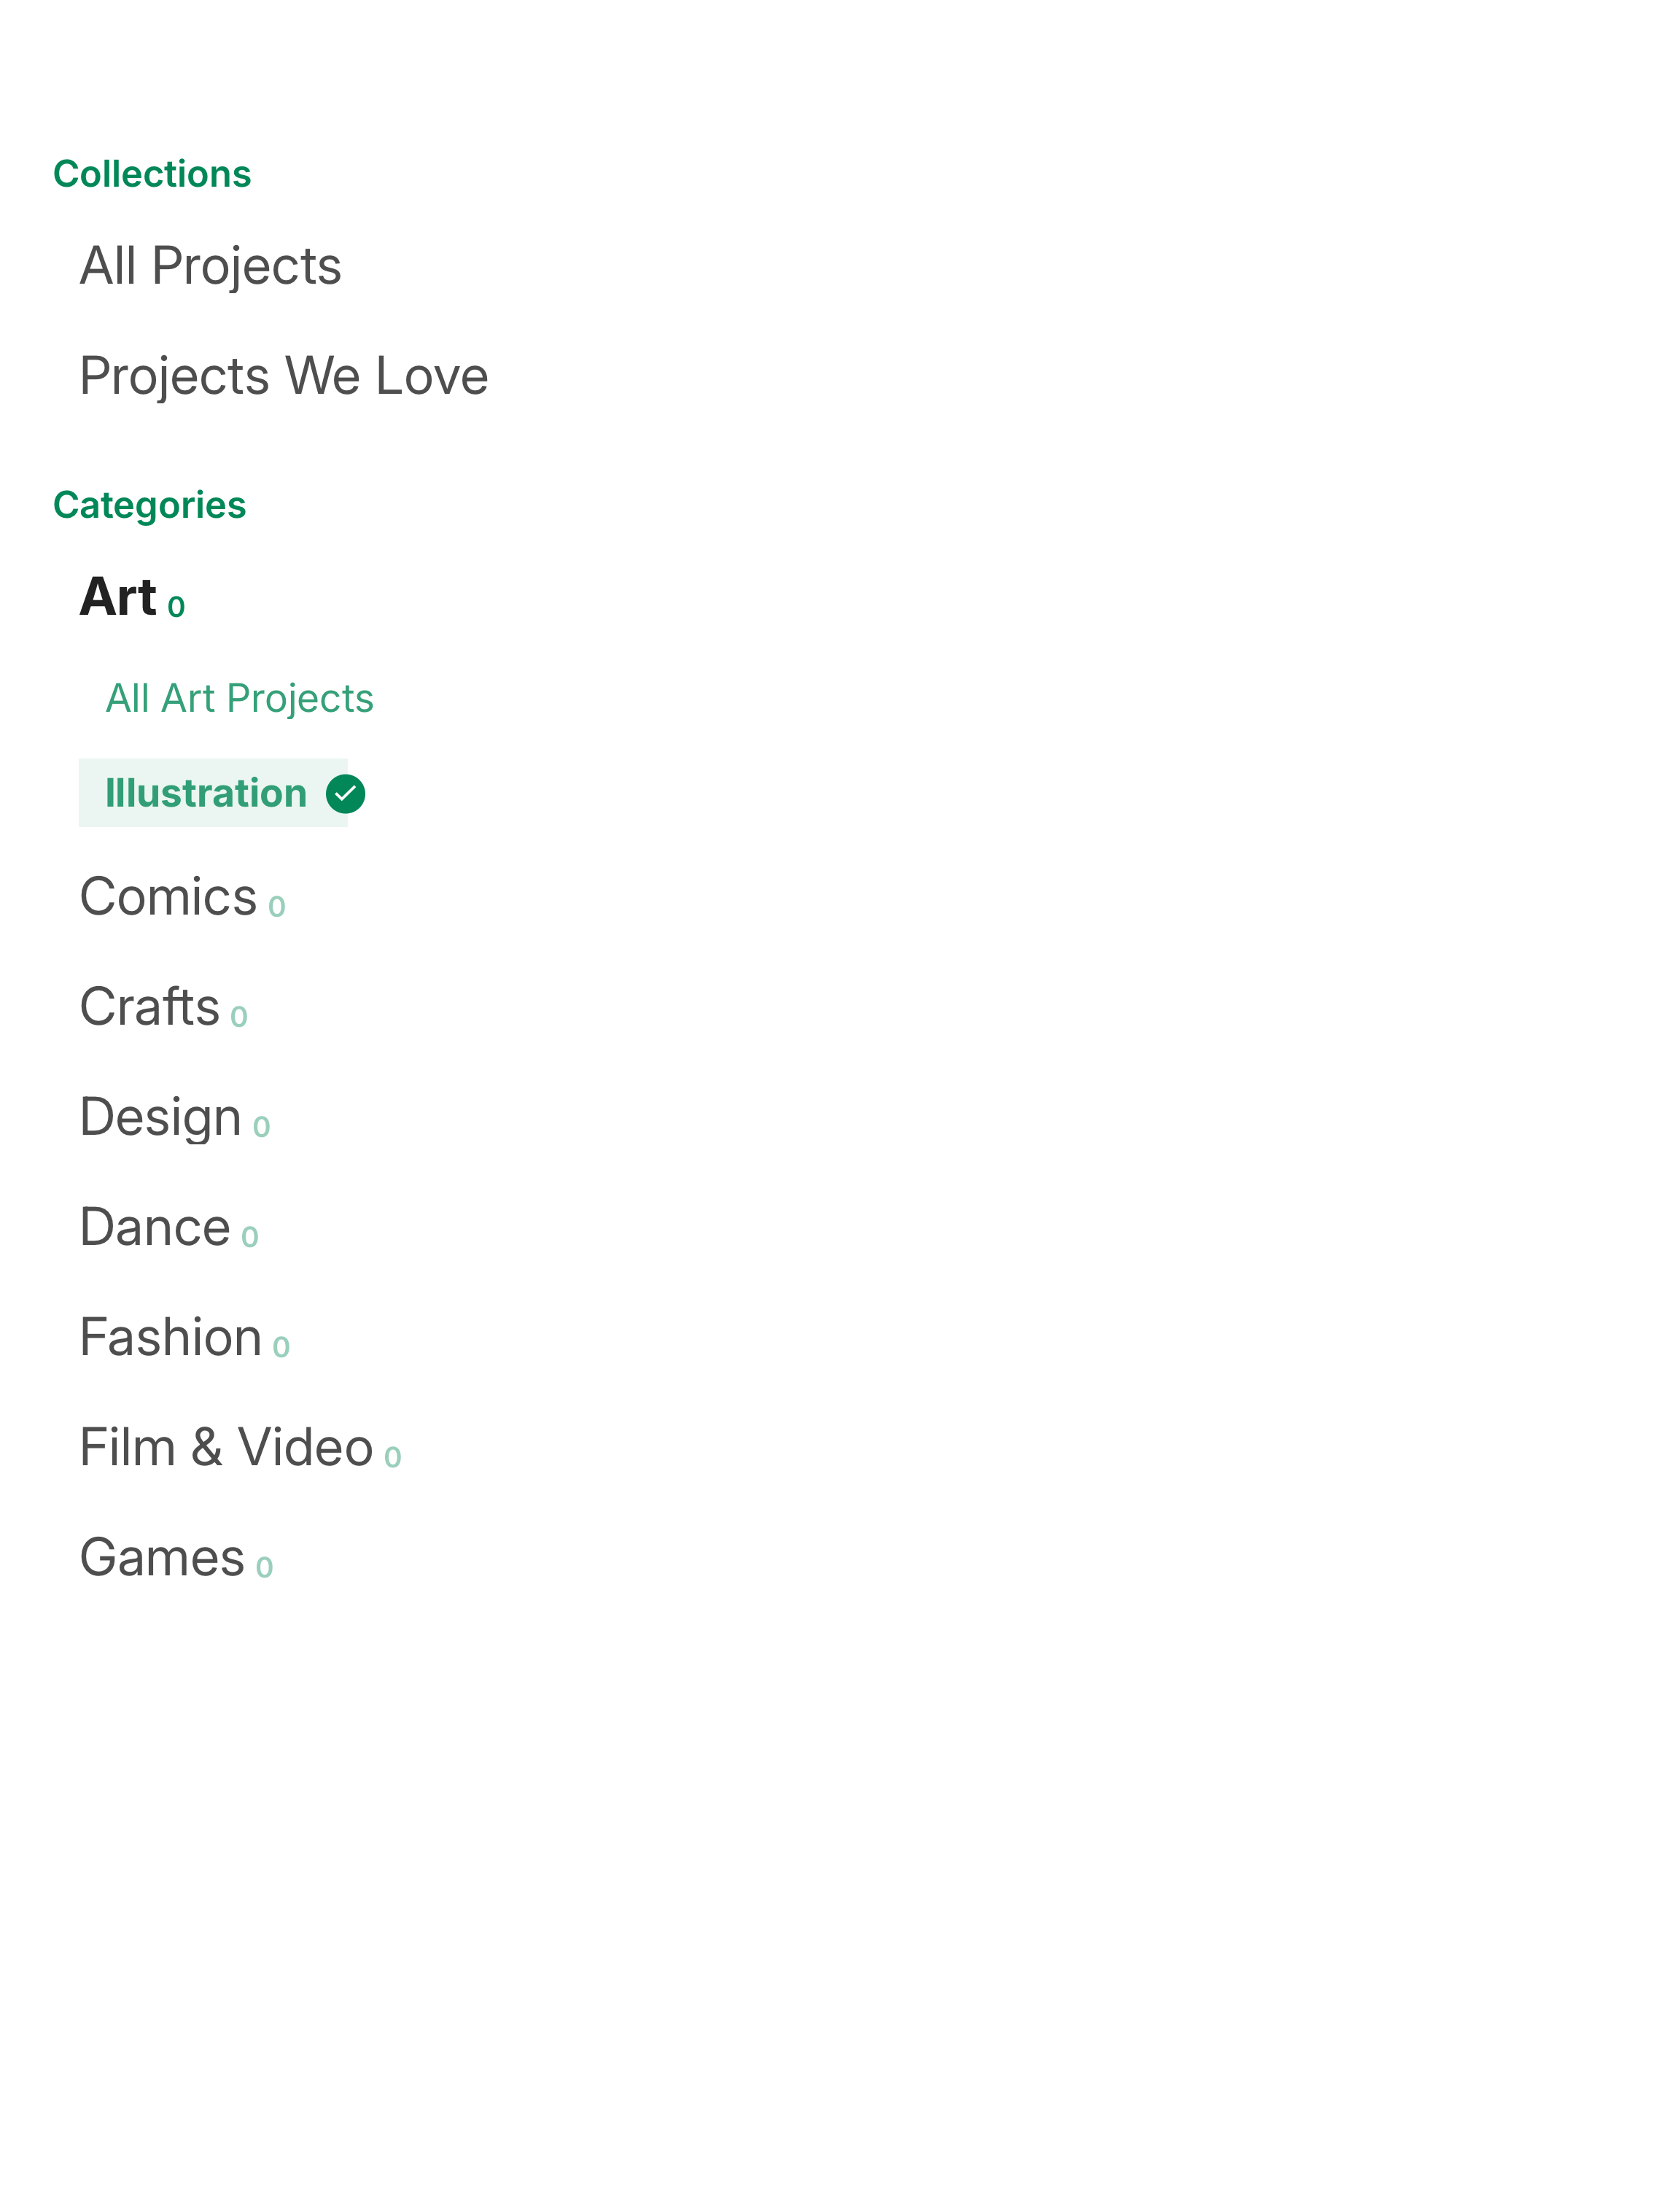 Collections
All Projects
Projects We Love
Categories
Art 0
All Art Projects
Illustration
Comics 0
Crafts 0
Design 0
Dance 0
Fashion 0
Film & Video 0
Games 0